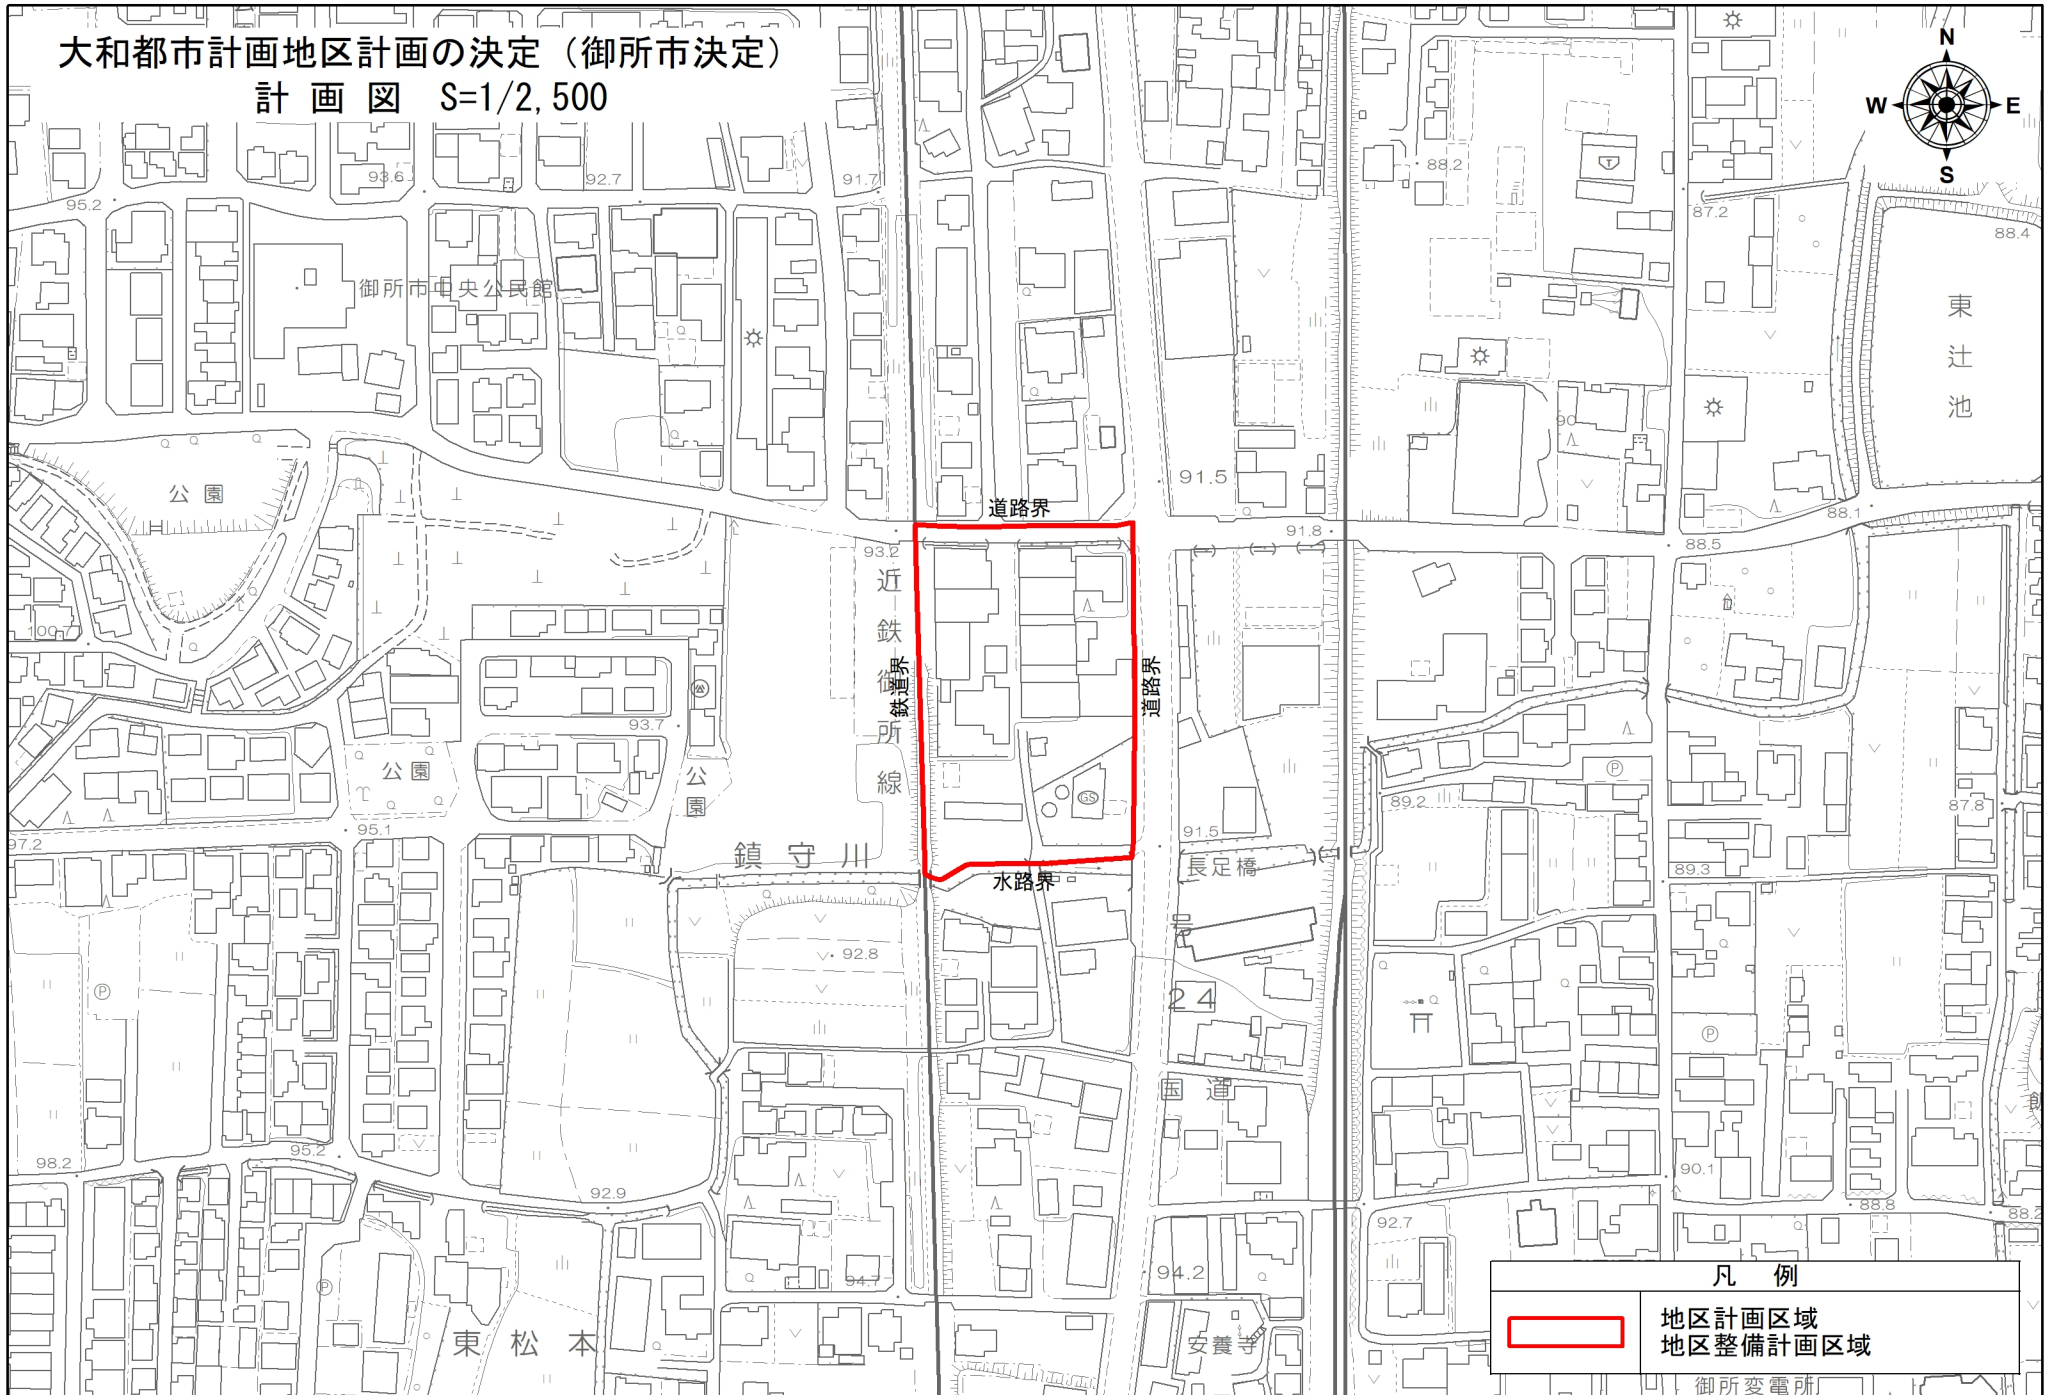 大和都市計画地区計画の決定（御所市決定）
計 画 図 S=1/2,500
N
W E
S
93.6
92.7
91.7
88.2
95.2
87.2
88.4
御所市中央公民館
東辻池
90
公園
91.5
道路界
88.1
91.8
88.5
93.2
近鉄御所線
100.7
鉄道界
道路界
93.7
公園
公園
GS
P
89.2
87.8
95.1
91.5
97.2
鎮守川
長足橋
水路界
89.3
号
92.8
P
24
P
国道
95.2
98.2
90.1
92.9
88.8
88.2
92.7
94.2
94.7
P
凡 例
地区計画区域
地区整備計画区域
東松本
安養寺
御所変電所